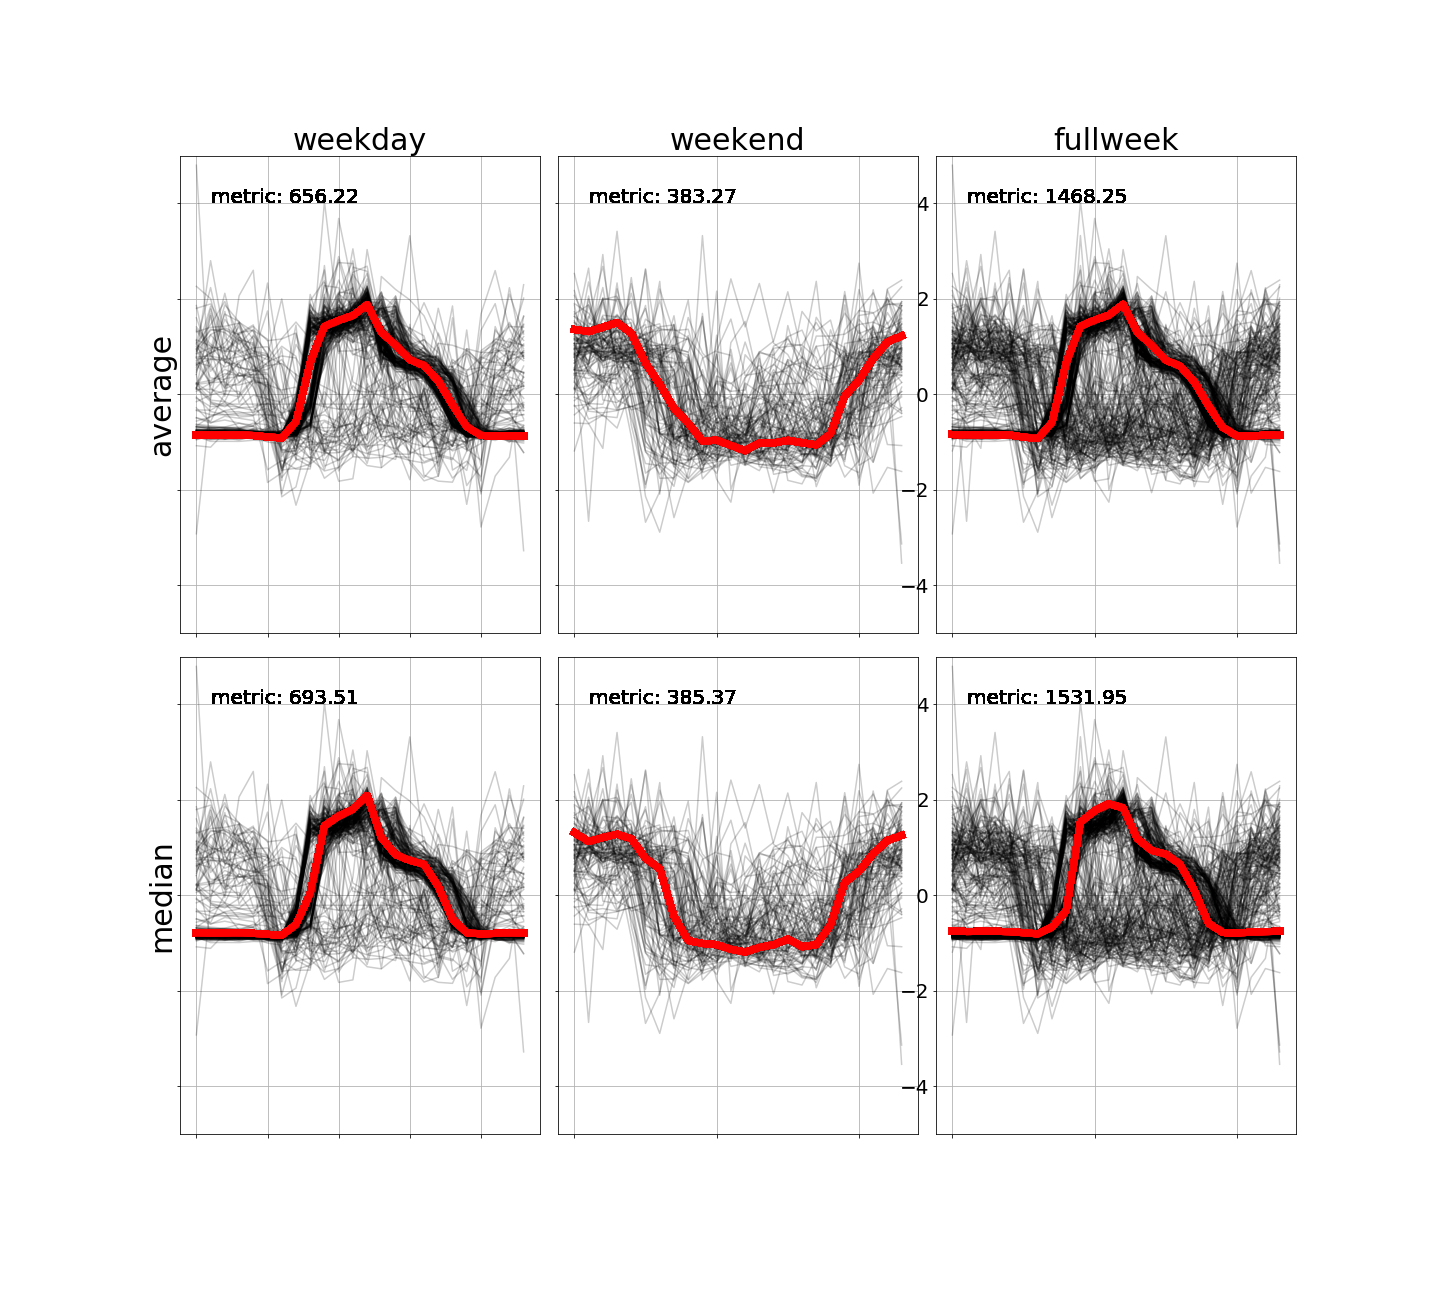 weekday weekend fullweek
metric: 656.22 metric: 383.27 metric: 1468.25
4
2
average
0
−2
−4
metric: 693.51 metric: 385.37 metric: 1531.95
4
2
median
0
−2
−4